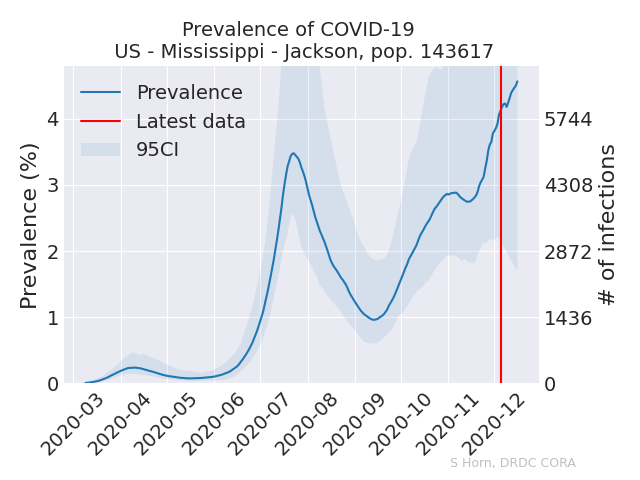 Prevalence of COVID-19
US - Mississippi - Jackson, pop. 143617
Prevalence
Latest data
95CI
Prevalence (%)
4
3
2
1
0
5744
4308
2872
1436
0
# of infections
2020-03
2020-04
2020-05
2020-06
2020-07
2020-08
2020-09
2020-10
2020-11
2020-12
S Horn, DRDC CORA